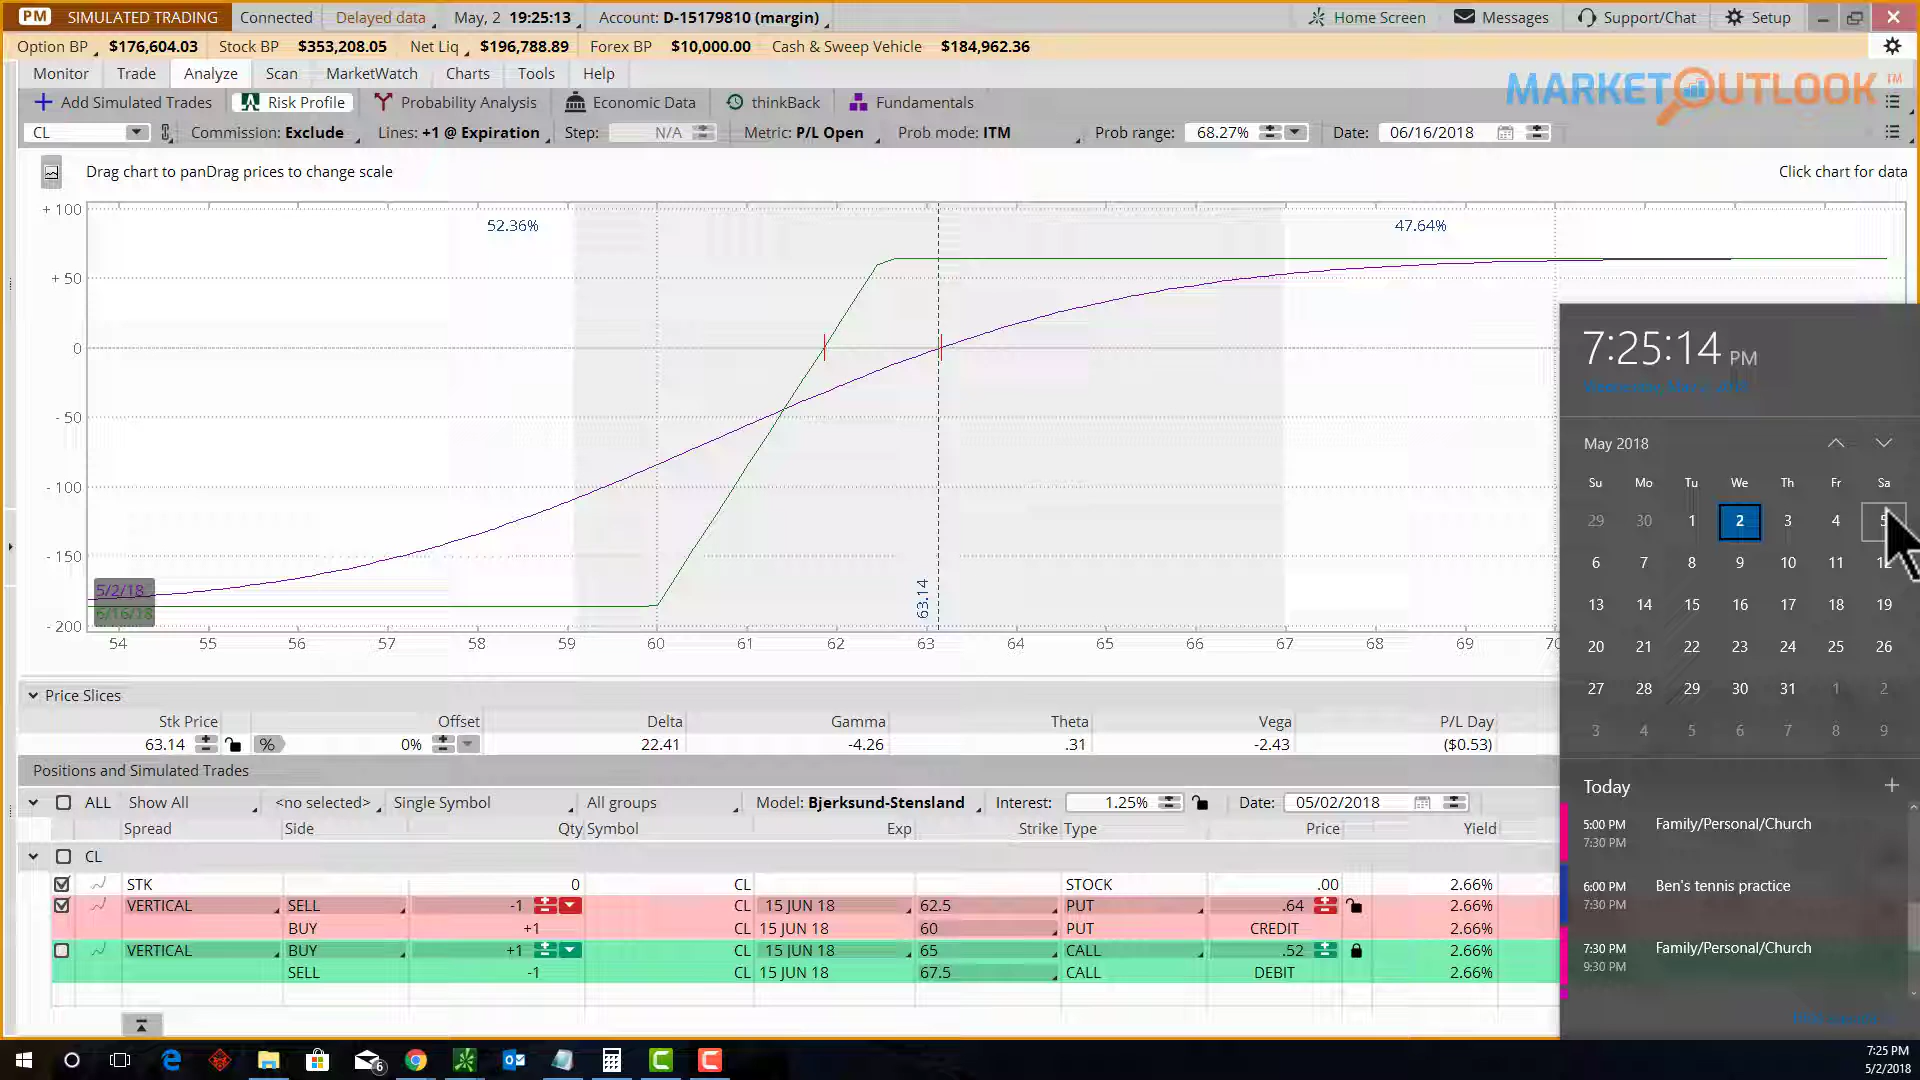 PM SIMULATED TRADING Connected Delayed data May, 2 19:25:13 Account: D-15179810 (margin) Home Screen Messages Support/Chat Setup
Option BP $176,604.03 Stock BP $353,208.05 Net Liq $196,788.89 Forex BP $10,000.00 Cash & Sweep Vehicle $184,962.36
Monitor Trade Analyze Scan MarketWatch Charts Tools Help
MARKETOUTLOOK TM
Add Simulated Trades Risk Profile Probability Analysis Economic Data thinkBack Fundamentals
CL Commission: Exclude Lines: +1 @ Expiration Step: N/A Metric: P/L Open Prob mode: ITM Prob range: 68.27% Date: 06/16/2018
Drag chart to panDrag prices to change scale Click chart for data
+ 100
52.36% 47.64%
+ 50
0
- 50
- 100
- 150
- 200
5/2/18
6/16/18
63.14
54 55 56 57 58 59 60 61 62 63 64 65 66 67 68 69 70
7:25:14 PM
May 2018
Su Mo Tu We Th Fr Sa
29 30 1 2 3 4 5
6 7 8 9 10 11 12
13 14 15 16 17 18 19
20 21 22 23 24 25 26
27 28 29 30 31 1 2
3 4 5 6 7 8 9
Today +
5:00 PM Family/Personal/Church
7:30 PM
6:00 PM Ben's tennis practice
7:30 PM
7:30 PM Family/Personal/Church
9:30 PM
Price Slices
Stk Price Offset Delta Gamma Theta Vega P/L Day
63.14 % 0% 22.41 -4.26 .31 -2.43 ($0.53)
Positions and Simulated Trades
ALL Show All <no selected> Single Symbol All groups Model: Bjerksund-Stensland Interest: 1.25% Date: 05/02/2018
Spread Side Qty Symbol Exp Strike Type Price Yield
CL
STK 0 CL STOCK .00 2.66%
VERTICAL SELL -1 CL 15 JUN 18 62.5 PUT .64 2.66%
BUY +1 CL 15 JUN 18 60 PUT CREDIT 2.66%
VERTICAL BUY +1 CL 15 JUN 18 65 CALL .52 2.66%
SELL -1 CL 15 JUN 18 67.5 CALL DEBIT 2.66%
6
7:25 PM
5/2/2018